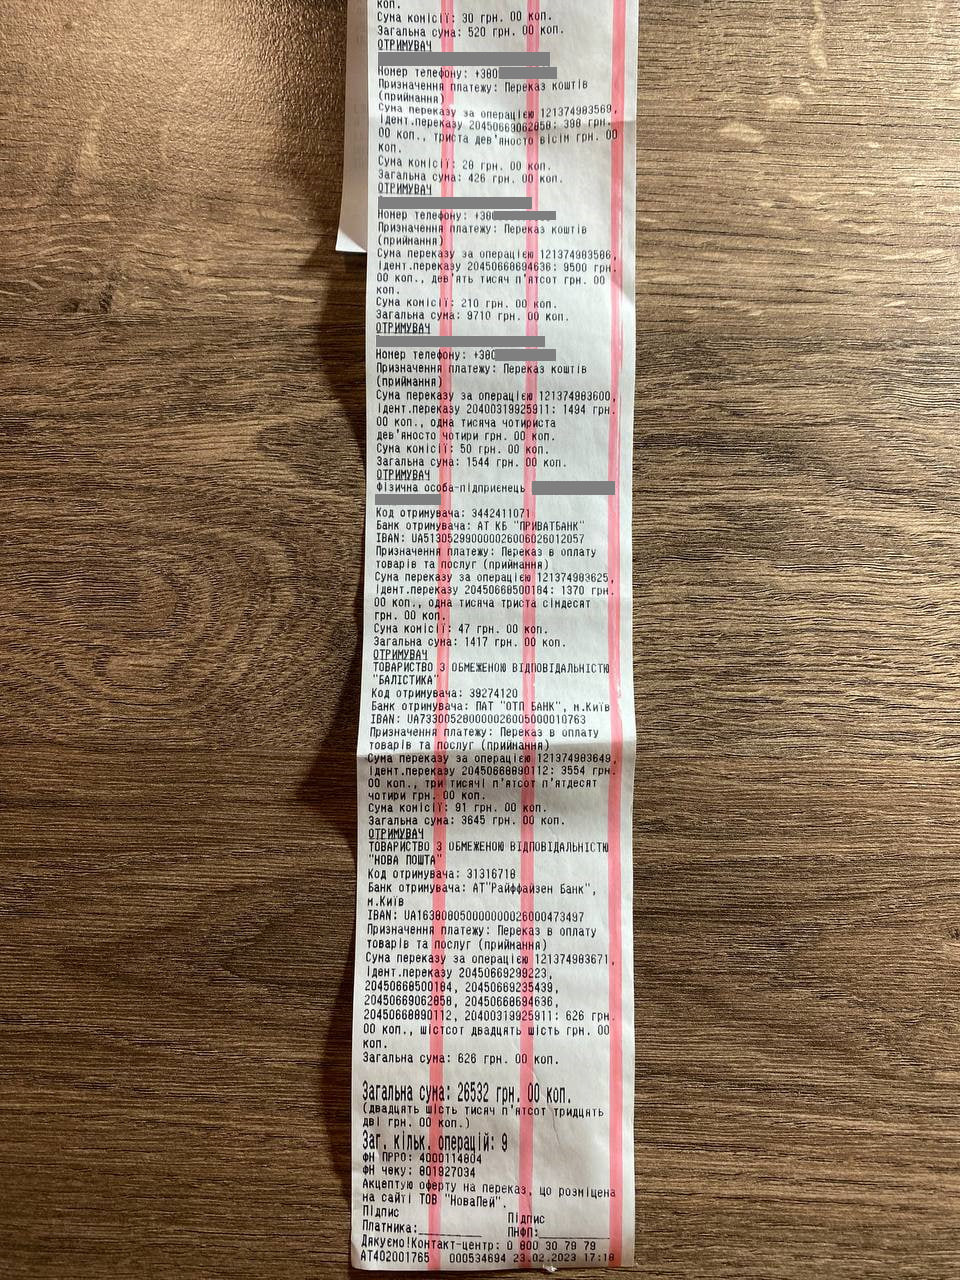 коп.
Сума комісії: 30 грн. 00 коп.
Загальна сума: 520 грн. 00 коп.
ОТРИМУВАЧ
Номер телефону: +380
Призначення платежу: Переказ коштів
(приймання)
Сума переказу за операцією 121374983569,
ідент.переказу 20450669062858: 398 грн.
00 коп., триста дев'яносто вісім грн. 00
коп.
Сума комісії: 28 грн. 00 коп.
Загальна сума: 426 грн. 00 коп.
ОТРИМУВАЧ
Номер телефону: +380
Призначення платежу: Переказ коштів
(приймання)
Сума переказу за операцією 121374983586,
ідент.переказу 20450668694636: 9500 грн.
00 коп., дев'ять тисяч п'ятсот грн. 00
коп.
Сума комісії: 210 грн. 00 коп.
Загальна сума: 9710 грн. 00 коп.
ОТРИМУВАЧ
Номер телефону: +380
Призначення платежу: Переказ коштів
(приймання)
Сума переказу за операцією 121374983600,
ідент.переказу 20400319925911: 1494 грн.
00 коп., одна тисяча чотириста
дев'яносто чотири грн. 00 коп.
Сума комісії: 50 грн. 00 коп.
Загальна сума: 1544 грн. 00 коп.
ОТРИМУВАЧ
Фізична особа-підприємець
Код отримувача: 3442411071
Банк отримувача: АТ КБ "ПРИВАТБАНК"
IBAN: UA513052990000026006026012057
Призначення платежу: Переказ в оплату
товарів та послуг (приймання)
Сума переказу за операцією 121374983625,
ідент.переказу 20450668500184: 1370 грн.
00 коп., одна тисяча триста сімдесят
грн. 00 коп.
Сума комісії: 47 грн. 00 коп.
Загальна сума: 1417 грн. 00 коп.
ОТРИМУВАЧ
ТОВАРИСТВО З ОБМЕЖЕНОЮ ВІДПОВІДАЛЬНІСТЮ
"БАЛІСТИКА"
Код отримувача: 39274120
Банк отримувача: ПАТ "ОТП БАНК", м.Київ
IBAN: UA733005280000026005000010763
Призначення платежу: Переказ в оплату
товарів та послуг (приймання)
Сума переказу за операцією 121374983649,
ідент.переказу 20450668890112: 3554 грн.
00 коп., три тисячі п'ятсот п'ятдесят
чотири грн. 00 коп.
Сума комісії: 91 грн. 00 коп.
Загальна сума: 3645 грн. 00 коп.
ОТРИМУВАЧ
ТОВАРИСТВО З ОБМЕЖЕНОЮ ВІДПОВІДАЛЬНІСТЮ
"НОВА ПОШТА"
Код отримувача: 31316718
Банк отримувача: АТ"Райффайзен Банк",
м.Київ
IBAN: UA163808050000000026000473497
Призначення платежу: Переказ в оплату
товарів та послуг (приймання)
Сума переказу за операцією 121374983671,
ідент.переказу 20450669299223,
20450668500184, 20450669235439,
20450669062858, 20450668694636,
20450668890112, 20400319925911: 626 грн.
00 коп., шістсот двадцять шість грн. 00
коп.
Загальна сума: 626 грн. 00 коп.
Загальна сума: 26532 грн. 00 коп.
(двадцять шість тисяч п'ятсот тридцять
дві грн. 00 коп.)
Заг. кільк. операцій: 9
ФН ПРРО: 4000114804
ФН чеку: 801927034
Акцептую оферту на переказ, що розміщена
на сайті ТОВ "НоваПей".
Підпис Підпис
Платника: ПНФП:
Дякуємо!Контакт-центр: 0 800 30 79 79
AT402001765 000534694 23.02.2023 17:18